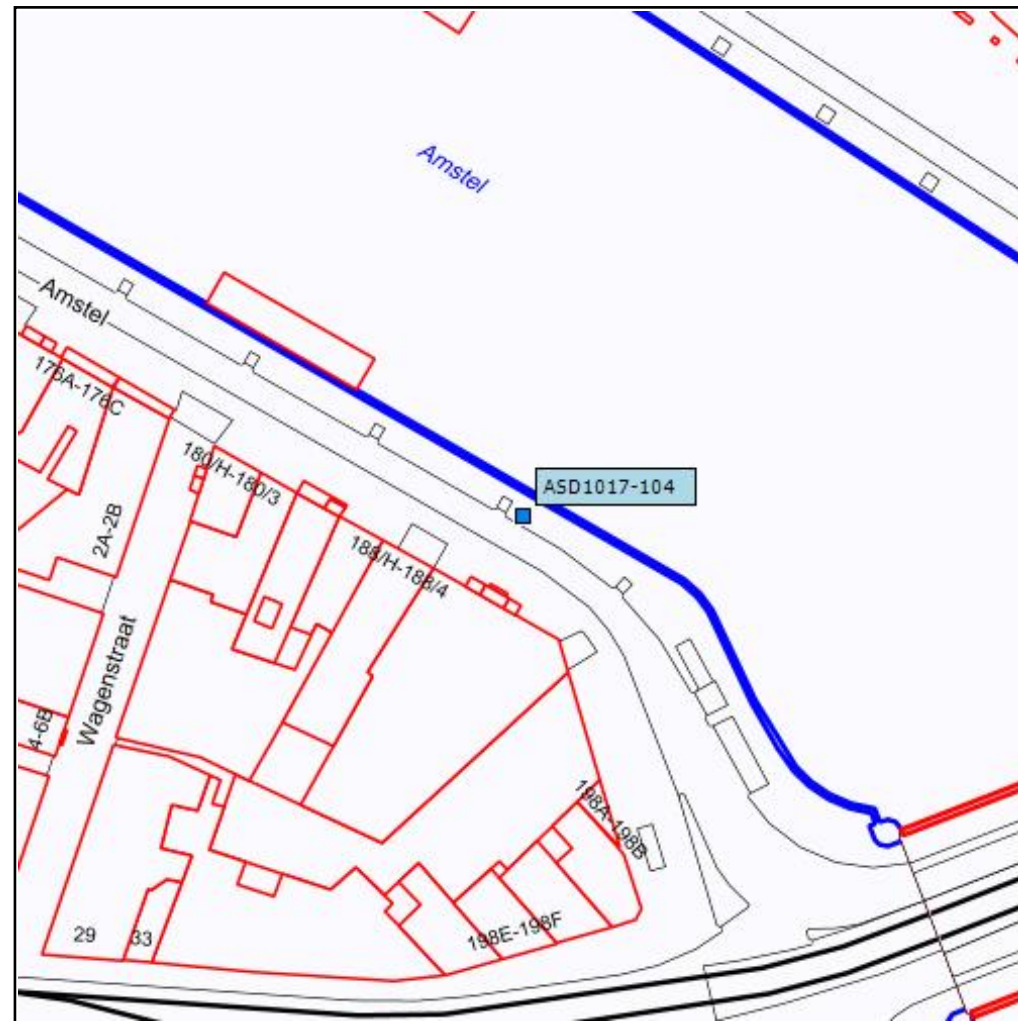 Amstel
Amstel
176A-176C
180/H-180/3
ASD1017-104
2A-2B
188/H-188/4
Wagenstraat
4-6B
198A-198B
29
33
198E-198F